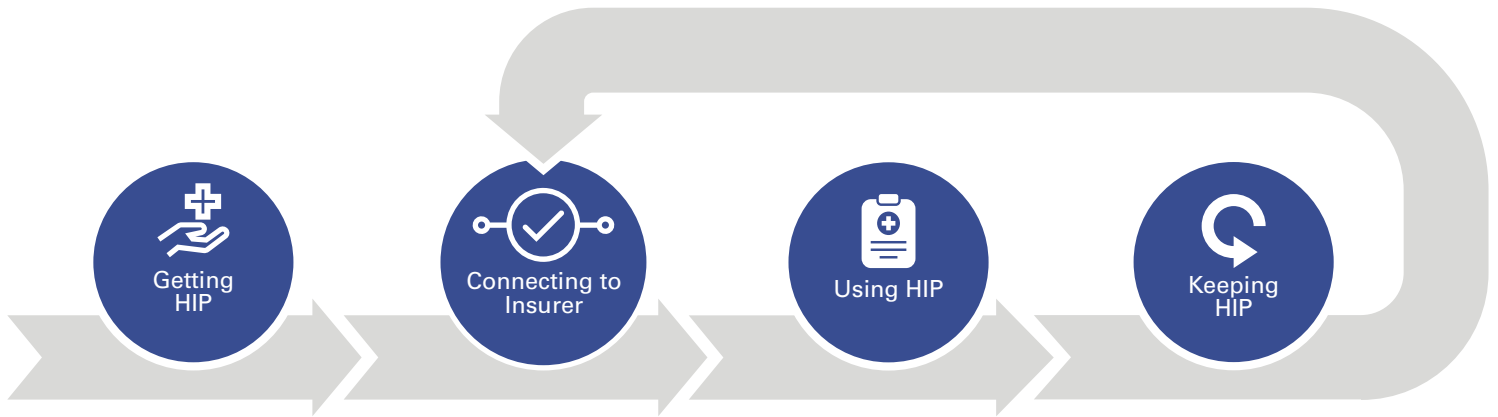 Getting
HIP
Connecting to
Insurer
Using HIP
Keeping
HIP